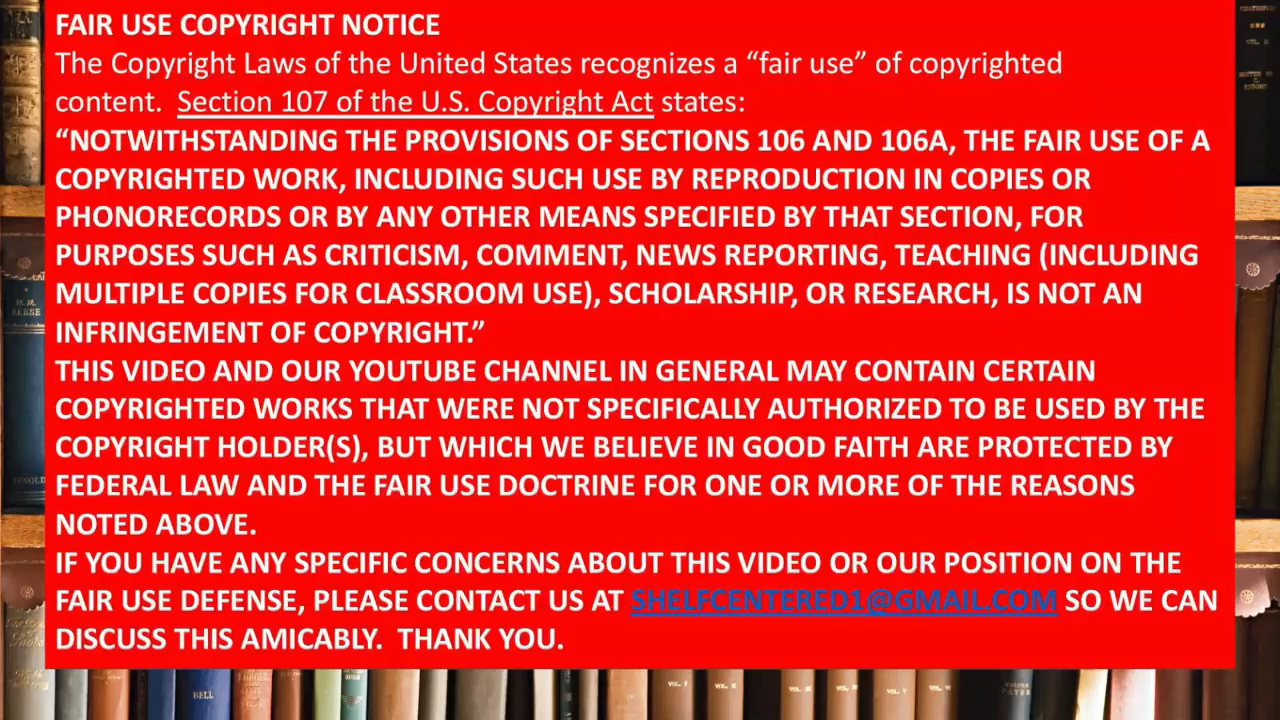 FAIR USE COPYRIGHT NOTICE
The Copyright Laws of the United States recognizes a “fair use” of copyrighted
content.  Section 107 of the U.S. Copyright Act states:
“NOTWITHSTANDING THE PROVISIONS OF SECTIONS 106 AND 106A, THE FAIR USE OF A
COPYRIGHTED WORK, INCLUDING SUCH USE BY REPRODUCTION IN COPIES OR
PHONORECORDS OR BY ANY OTHER MEANS SPECIFIED BY THAT SECTION, FOR
PURPOSES SUCH AS CRITICISM, COMMENT, NEWS REPORTING, TEACHING (INCLUDING
MULTIPLE COPIES FOR CLASSROOM USE), SCHOLARSHIP, OR RESEARCH, IS NOT AN
INFRINGEMENT OF COPYRIGHT.”
THIS VIDEO AND OUR YOUTUBE CHANNEL IN GENERAL MAY CONTAIN CERTAIN
COPYRIGHTED WORKS THAT WERE NOT SPECIFICALLY AUTHORIZED TO BE USED BY THE
COPYRIGHT HOLDER(S), BUT WHICH WE BELIEVE IN GOOD FAITH ARE PROTECTED BY
FEDERAL LAW AND THE FAIR USE DOCTRINE FOR ONE OR MORE OF THE REASONS
NOTED ABOVE.
IF YOU HAVE ANY SPECIFIC CONCERNS ABOUT THIS VIDEO OR OUR POSITION ON THE
FAIR USE DEFENSE, PLEASE CONTACT US AT SHELFCENTERED1@GMAIL.COM SO WE CAN
DISCUSS THIS AMICABLY.  THANK YOU.
M. M.
REESE
ARNOLD
BELL